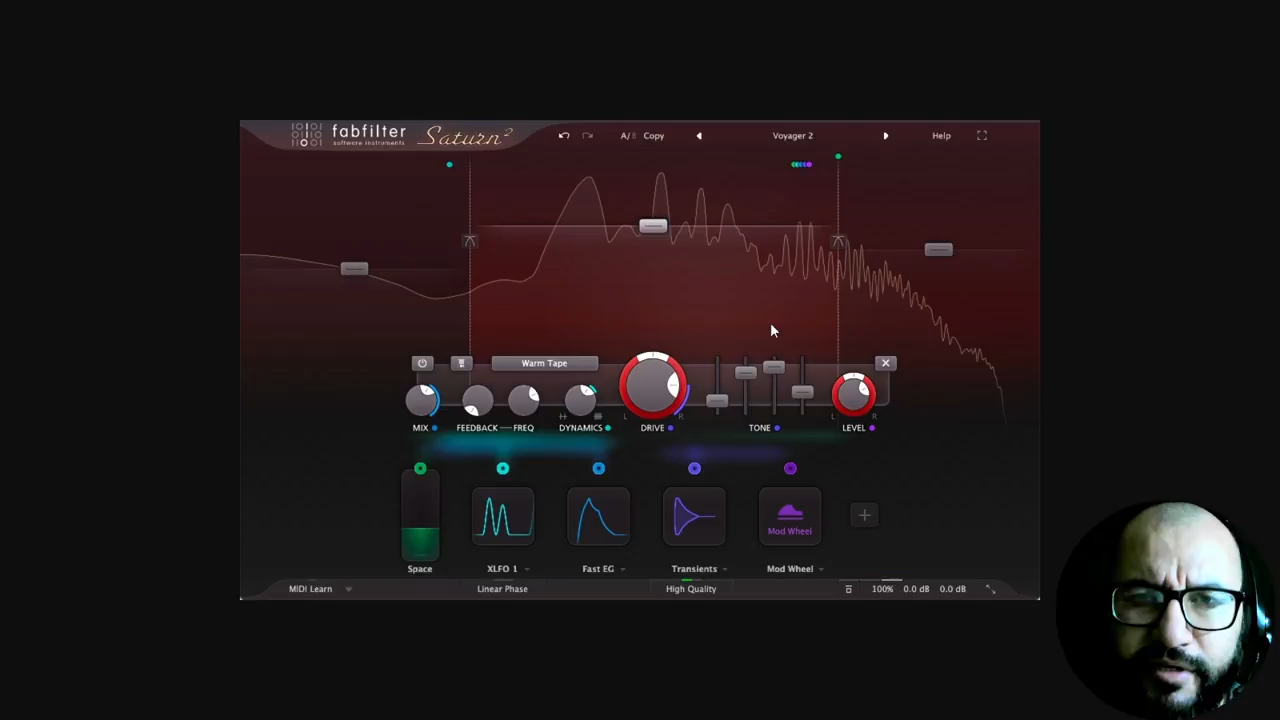 fabfilter Saturn 2 A/B Copy Voyager 2 Help
software instruments
Warm Tape
L R L R
MIX FEEDBACK FREQ DYNAMICS DRIVE TONE LEVEL
Mod Wheel
Space XLFO 1 Fast EG Transients Mod Wheel
MIDI Learn Linear Phase High Quality 100% 0.0 dB 0.0 dB